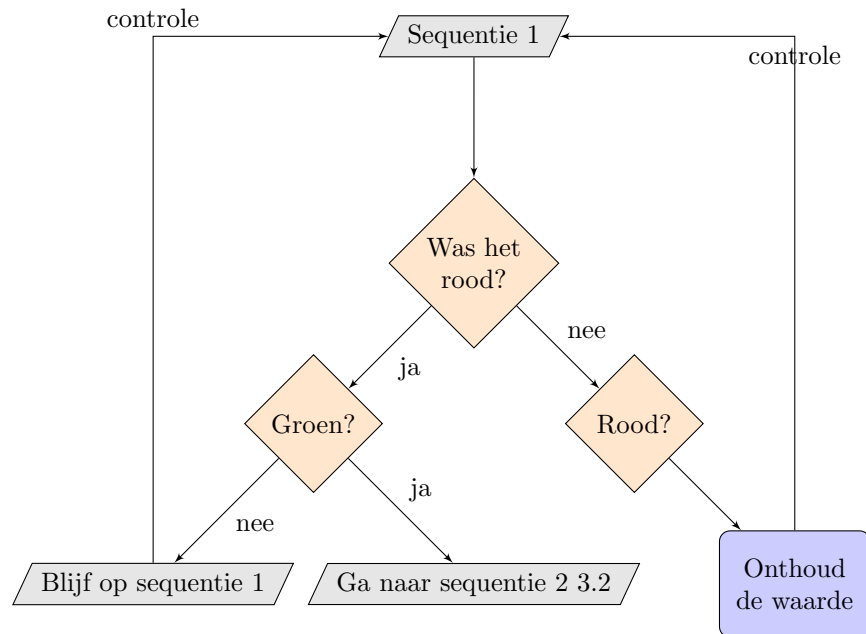 controle
Sequentie 1
controle
Was het
rood?
ja
nee
Groen?
Rood?
nee
ja
Blijf op sequentie 1
Ga naar sequentie 2 3.2
Onthoud
de waarde